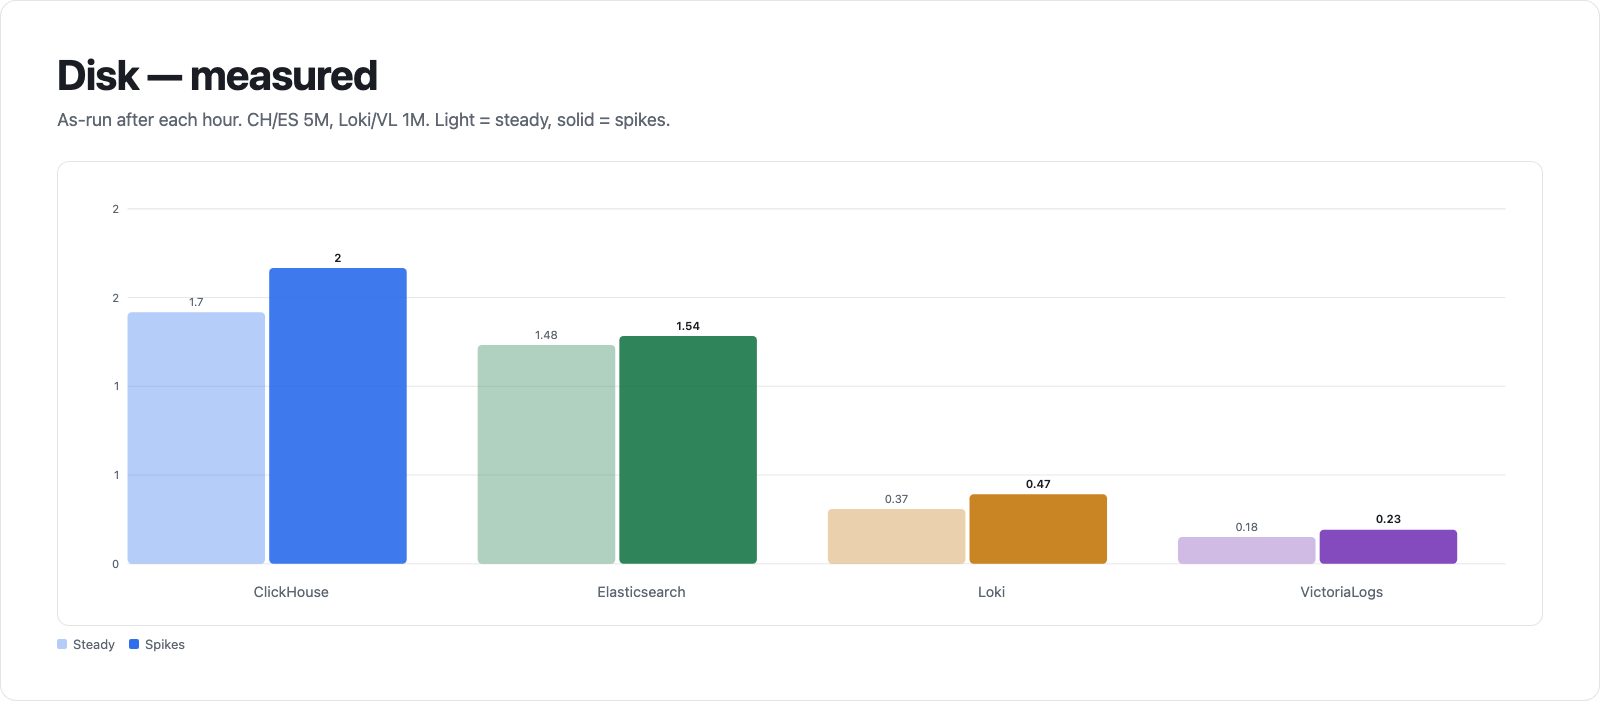 Disk — measured
As-run after each hour. CH/ES 5M, Loki/VL 1M. Light = steady, solid = spikes.
2
2
1
1
0
1.7
2
1.48
1.54
0.37
0.47
0.18
0.23
ClickHouse
Elasticsearch
Loki
VictoriaLogs
Steady
Spikes